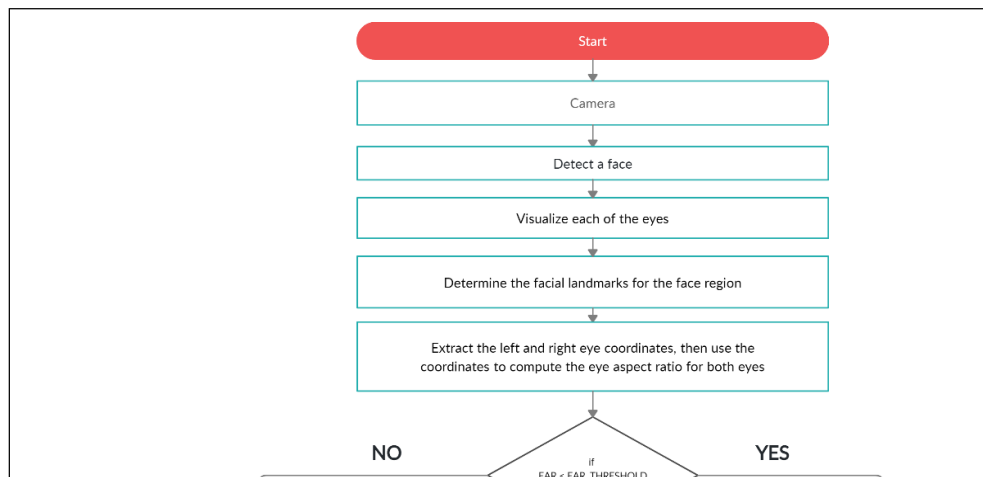 Start
Camera
Detect a face
Visualize each of the eyes
Determine the facial landmarks for the face region
Extract the left and right eye coordinates, then use the
coordinates to compute the eye aspect ratio for both eyes
NO
YES
if
EAR < EAR_THRESHOLD